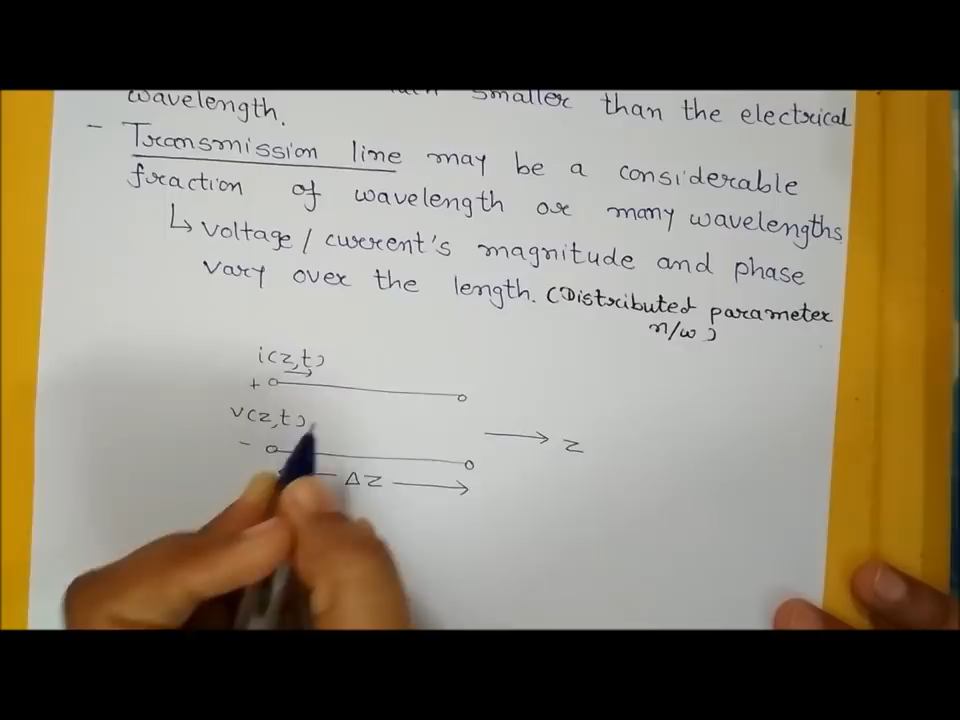 smaller than the electrical
wavelength.
- Transmission line may be a considerable
fraction of wavelength or many wavelengths
↳ voltage / current's magnitude and phase
vary over the length. (Distributed parameter
n/w)
i(z,t)
→
+
v(z,t)
-
→ z
Δz →